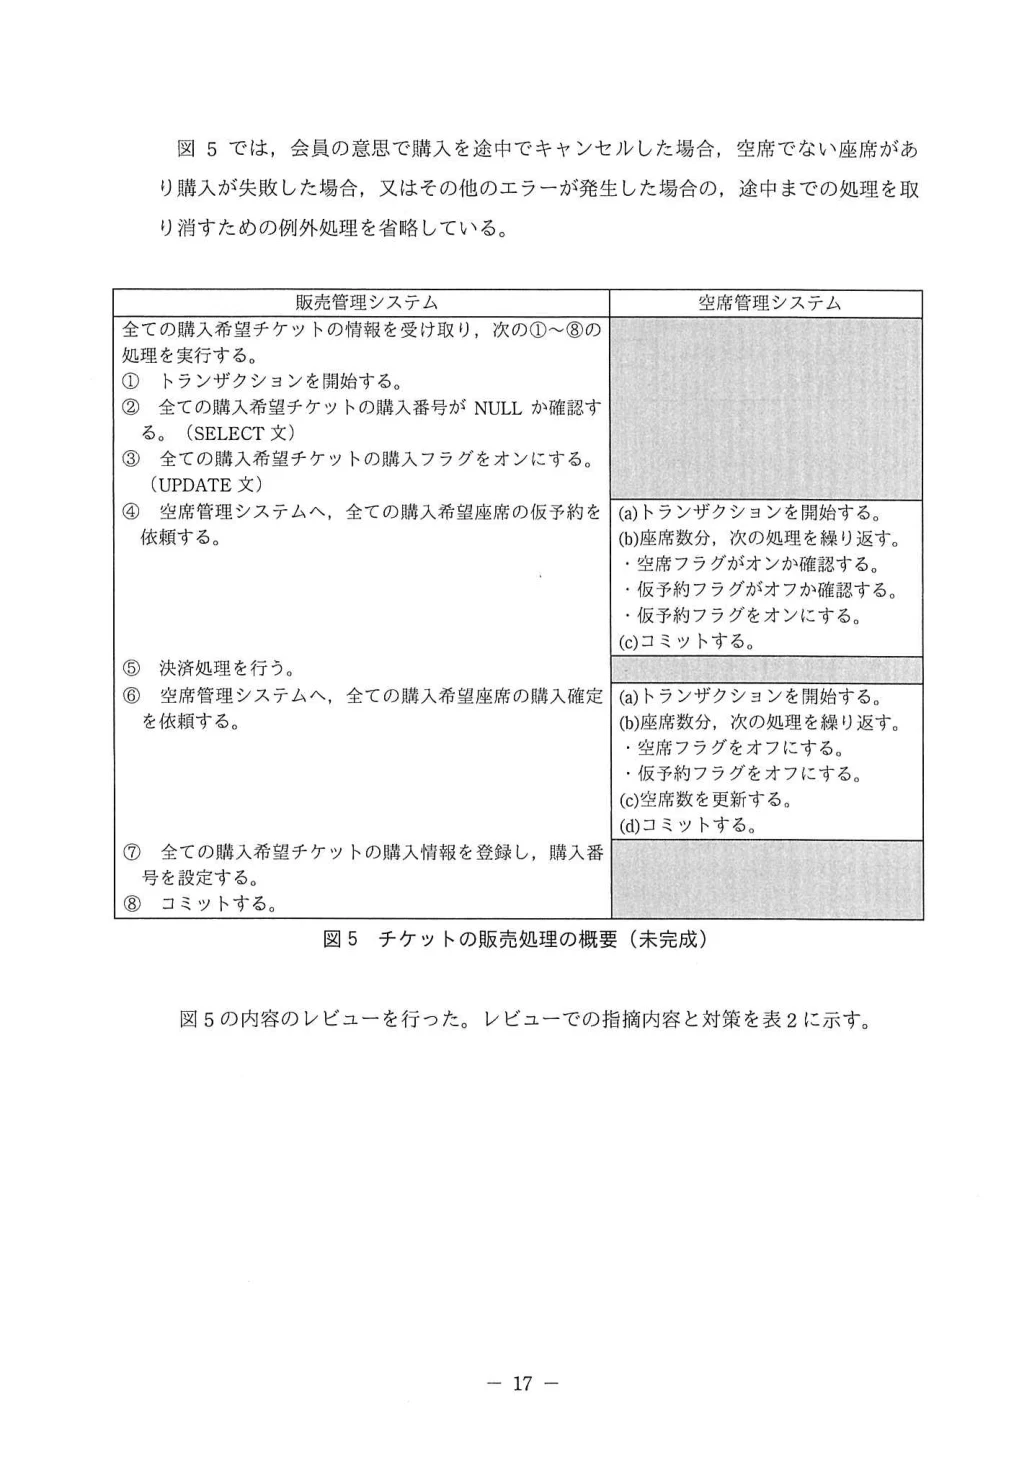 図 5 では，会員の意思で購入を途中でキャンセルした場合，空席でない座席があ
り購入が失敗した場合，又はその他のエラーが発生した場合の，途中までの処理を取
り消すための例外処理を省略している。
販売管理システム
空席管理システム
全ての購入希望チケットの情報を受け取り，次の①～⑧の
処理を実行する。
① トランザクションを開始する。
② 全ての購入希望チケットの購入番号が NULL か確認す
る。（SELECT 文）
③ 全ての購入希望チケットの購入フラグをオンにする。
（UPDATE 文）
④ 空席管理システムへ，全ての購入希望座席の仮予約を
依頼する。
(a)トランザクションを開始する。
(b)座席数分，次の処理を繰り返す。
・空席フラグがオンか確認する。
・仮予約フラグがオフか確認する。
・仮予約フラグをオンにする。
(c)コミットする。
⑤ 決済処理を行う。
⑥ 空席管理システムへ，全ての購入希望座席の購入確定
を依頼する。
(a)トランザクションを開始する。
(b)座席数分，次の処理を繰り返す。
・空席フラグをオフにする。
・仮予約フラグをオフにする。
(c)空席数を更新する。
(d)コミットする。
⑦ 全ての購入希望チケットの購入情報を登録し，購入番
号を設定する。
⑧ コミットする。
図 5 チケットの販売処理の概要（未完成）
図 5 の内容のレビューを行った。レビューでの指摘内容と対策を表 2 に示す。
－ 17 －